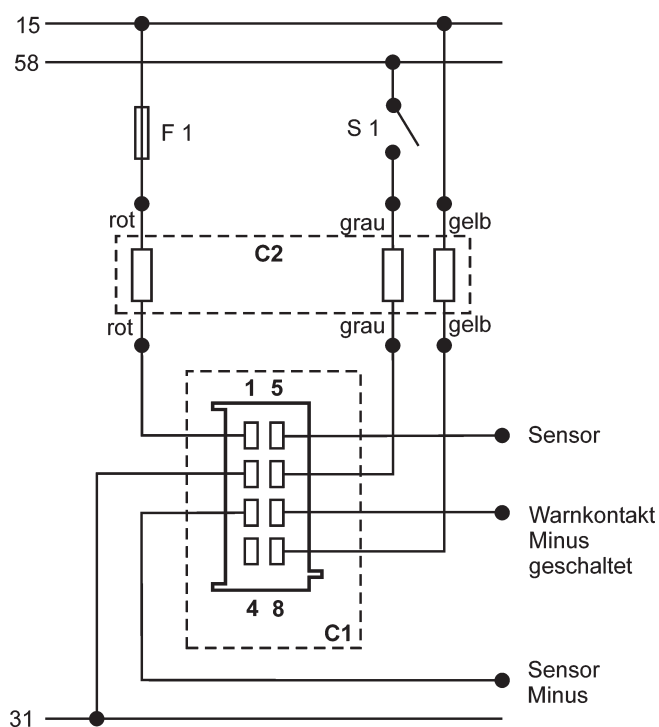 15
58
F 1
S 1
rot
grau
gelb
C2
rot
grau
gelb
1 5
Sensor
Warnkontakt
Minus
geschaltet
4 8
C1
Sensor
Minus
31